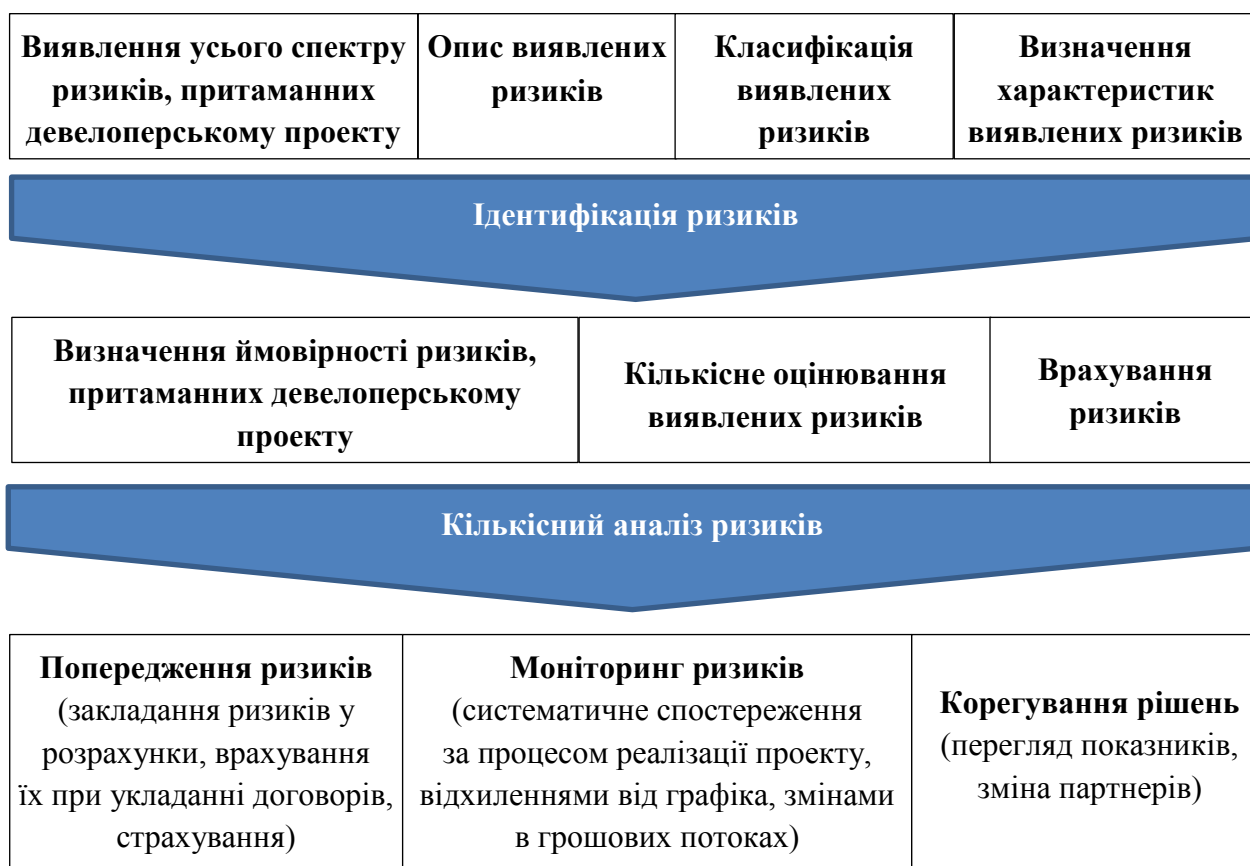 Виявлення усього спектру
ризиків, притаманних
девелоперському проекту
Опис виявлених
ризиків
Класифікація
виявлених
ризиків
Визначення
характеристик
виявлених ризиків
Ідентифікація ризиків
Визначення ймовірності ризиків,
притаманних девелоперському
проекту
Кількісне оцінювання
виявлених ризиків
Врахування
ризиків
Кількісний аналіз ризиків
Попередження ризиків
(закладання ризиків у
розрахунки, врахування
їх при укладанні договорів,
страхування)
Моніторинг ризиків
(систематичне спостереження
за процесом реалізації проекту,
відхиленнями від графіка, змінами
в грошових потоках)
Корегування рішень
(перегляд показників,
зміна партнерів)